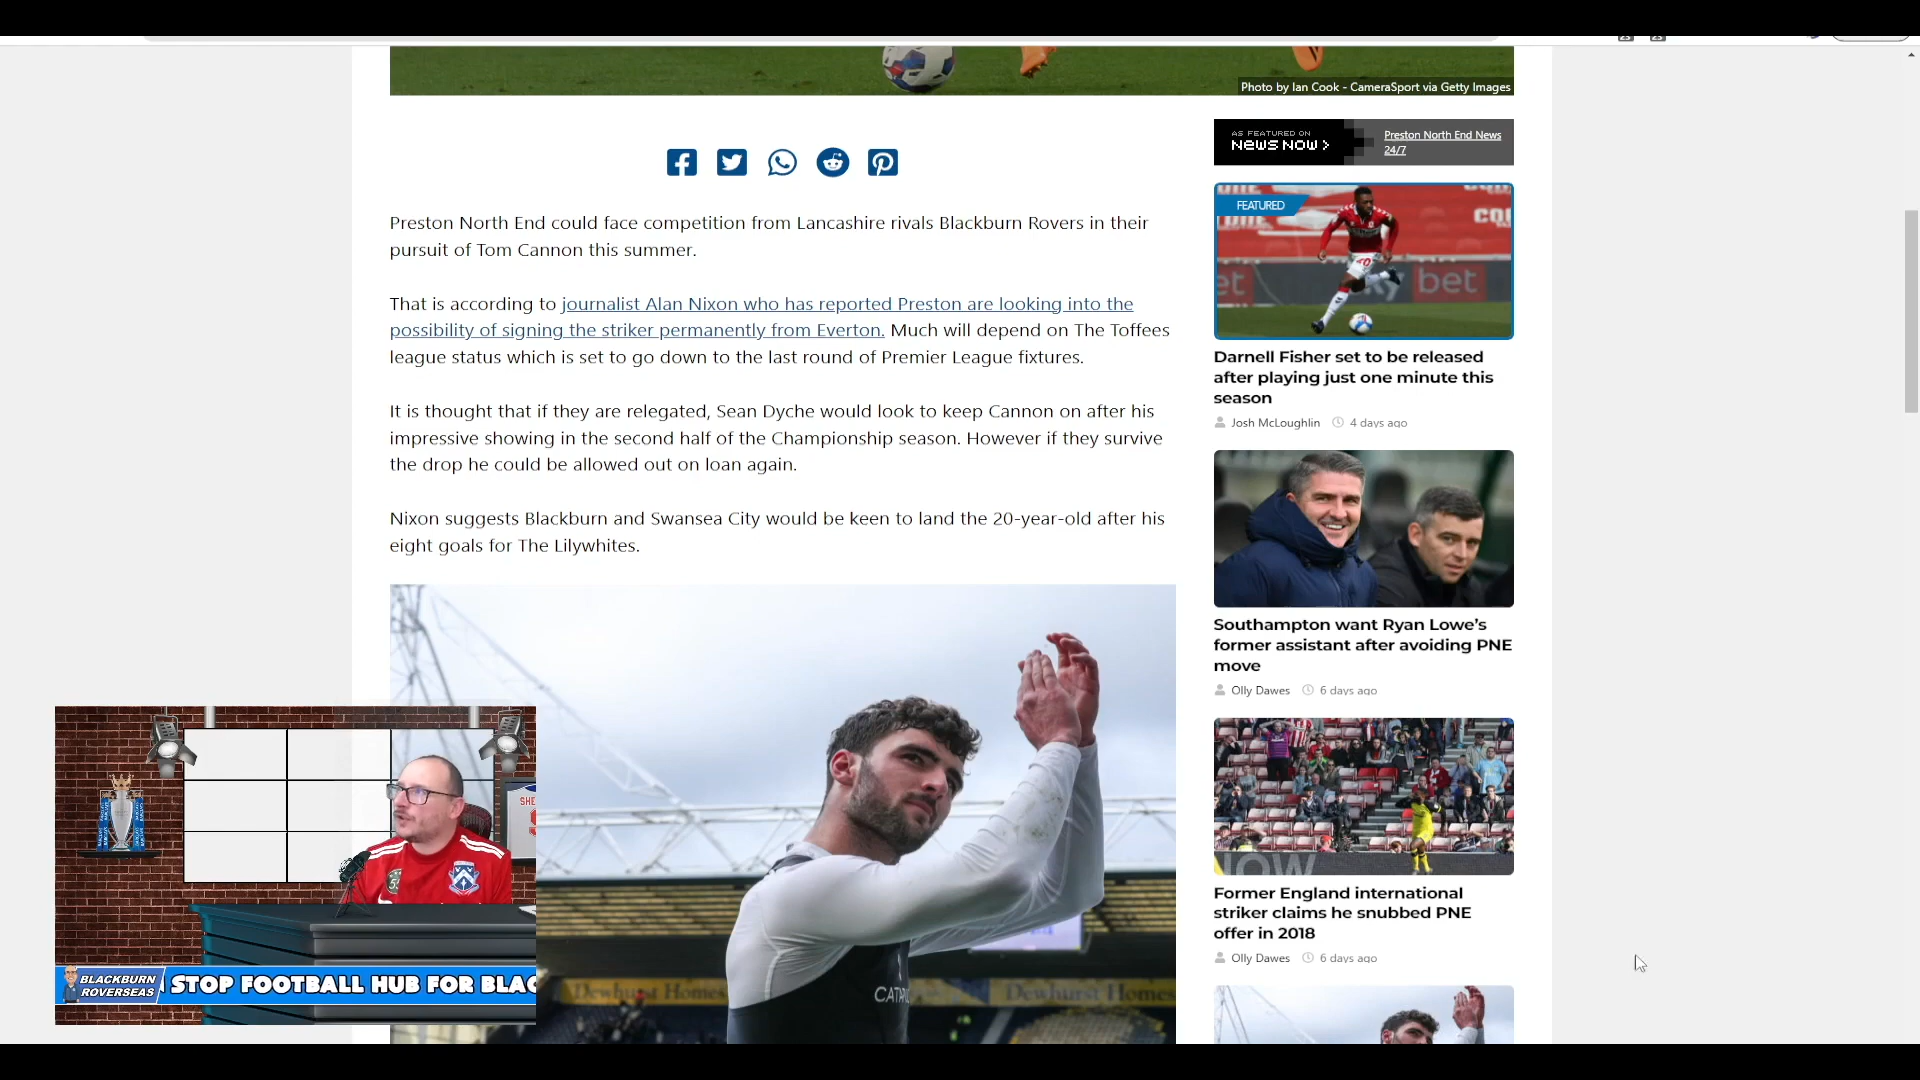 Photo by Ian Cook - CameraSport via Getty Images
AS FEATURED ON
NEWS NOW >
Preston North End News
24/7
Preston North End could face competition from Lancashire rivals Blackburn Rovers in their
pursuit of Tom Cannon this summer.
That is according to journalist Alan Nixon who has reported Preston are looking into the
possibility of signing the striker permanently from Everton. Much will depend on The Toffees
league status which is set to go down to the last round of Premier League fixtures.
It is thought that if they are relegated, Sean Dyche would look to keep Cannon on after his
impressive showing in the second half of the Championship season. However if they survive
the drop he could be allowed out on loan again.
Nixon suggests Blackburn and Swansea City would be keen to land the 20-year-old after his
eight goals for The Lilywhites.
FEATURED
bet
Darnell Fisher set to be released
after playing just one minute this
season
Josh McLoughlin 4 days ago
Southampton want Ryan Lowe's
former assistant after avoiding PNE
move
Olly Dawes 6 days ago
NOW
Former England international
striker claims he snubbed PNE
offer in 2018
Olly Dawes 6 days ago
SHE
Dewhurst Homes
Dewhurst Homes
BLACKBURN
ROVERSEAS
STOP FOOTBALL HUB FOR BLAC